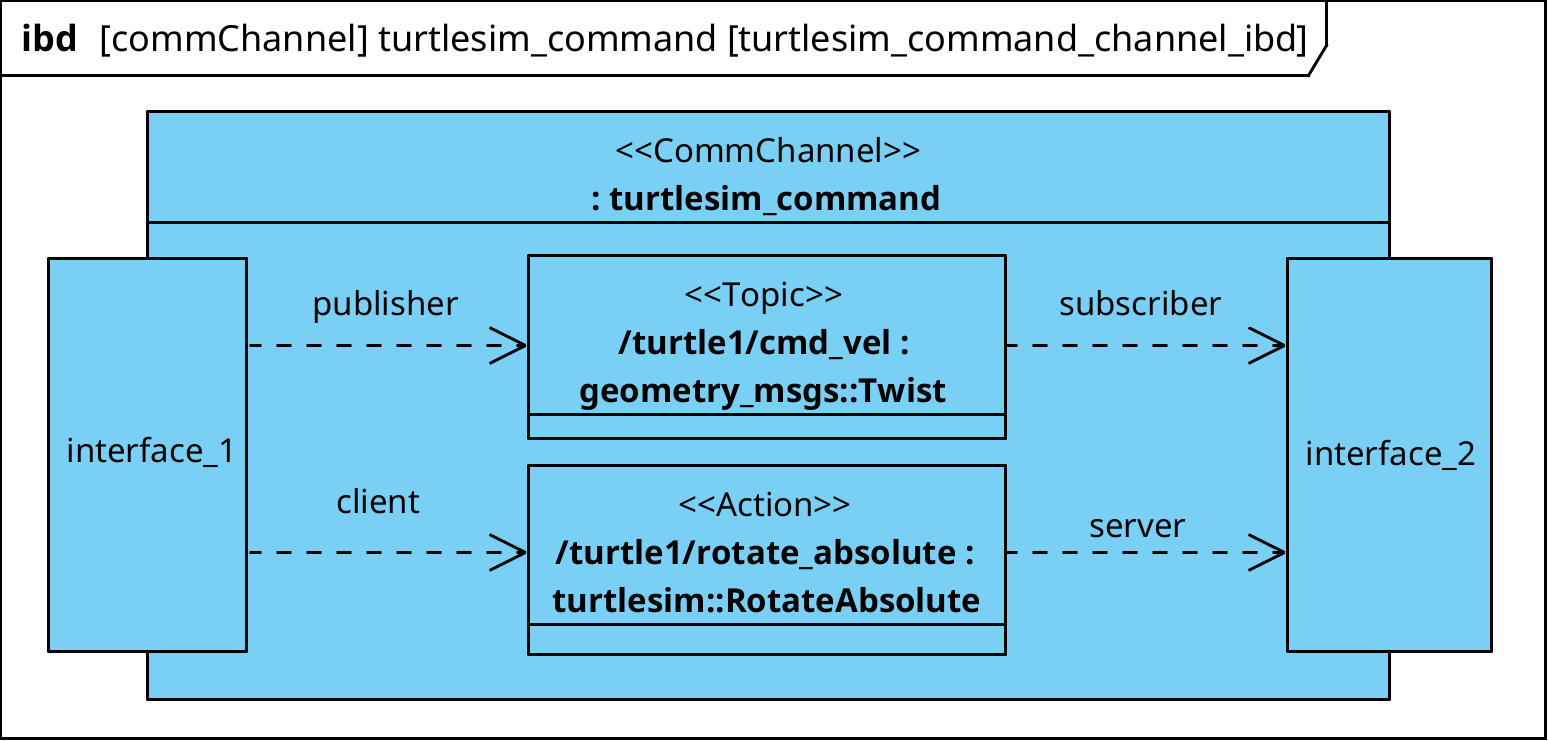 ibd [commChannel] turtlesim_command [turtlesim_command_channel_ibd]
<<CommChannel>>
: turtlesim_command
publisher
<<Topic>>
/turtle1/cmd_vel :
geometry_msgs::Twist
subscriber
interface_1
interface_2
client
<<Action>>
/turtle1/rotate_absolute :
turtlesim::RotateAbsolute
server